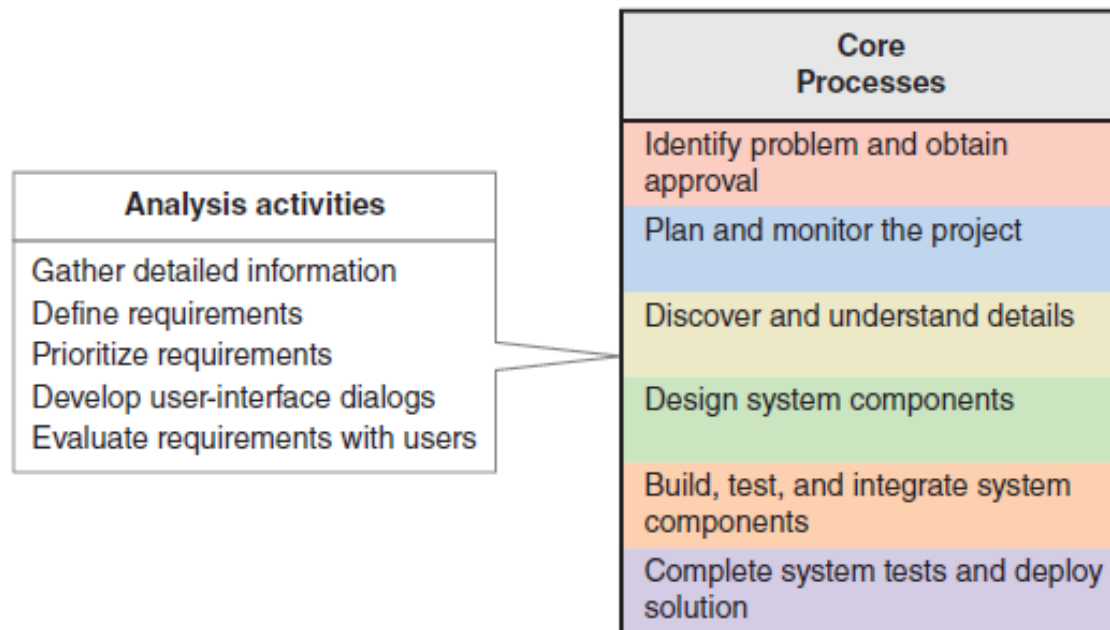 Analysis activities
Gather detailed information
Define requirements
Prioritize requirements
Develop user-interface dialogs
Evaluate requirements with users
Core
Processes
Identify problem and obtain
approval
Plan and monitor the project
Discover and understand details
Design system components
Build, test, and integrate system
components
Complete system tests and deploy
solution